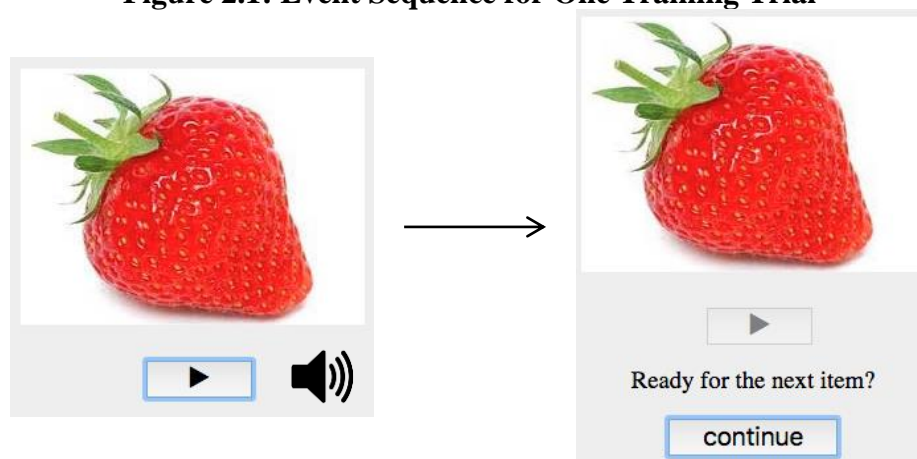 Figure 2.1: Event Sequence for One Training Trial
Ready for the next item?
continue